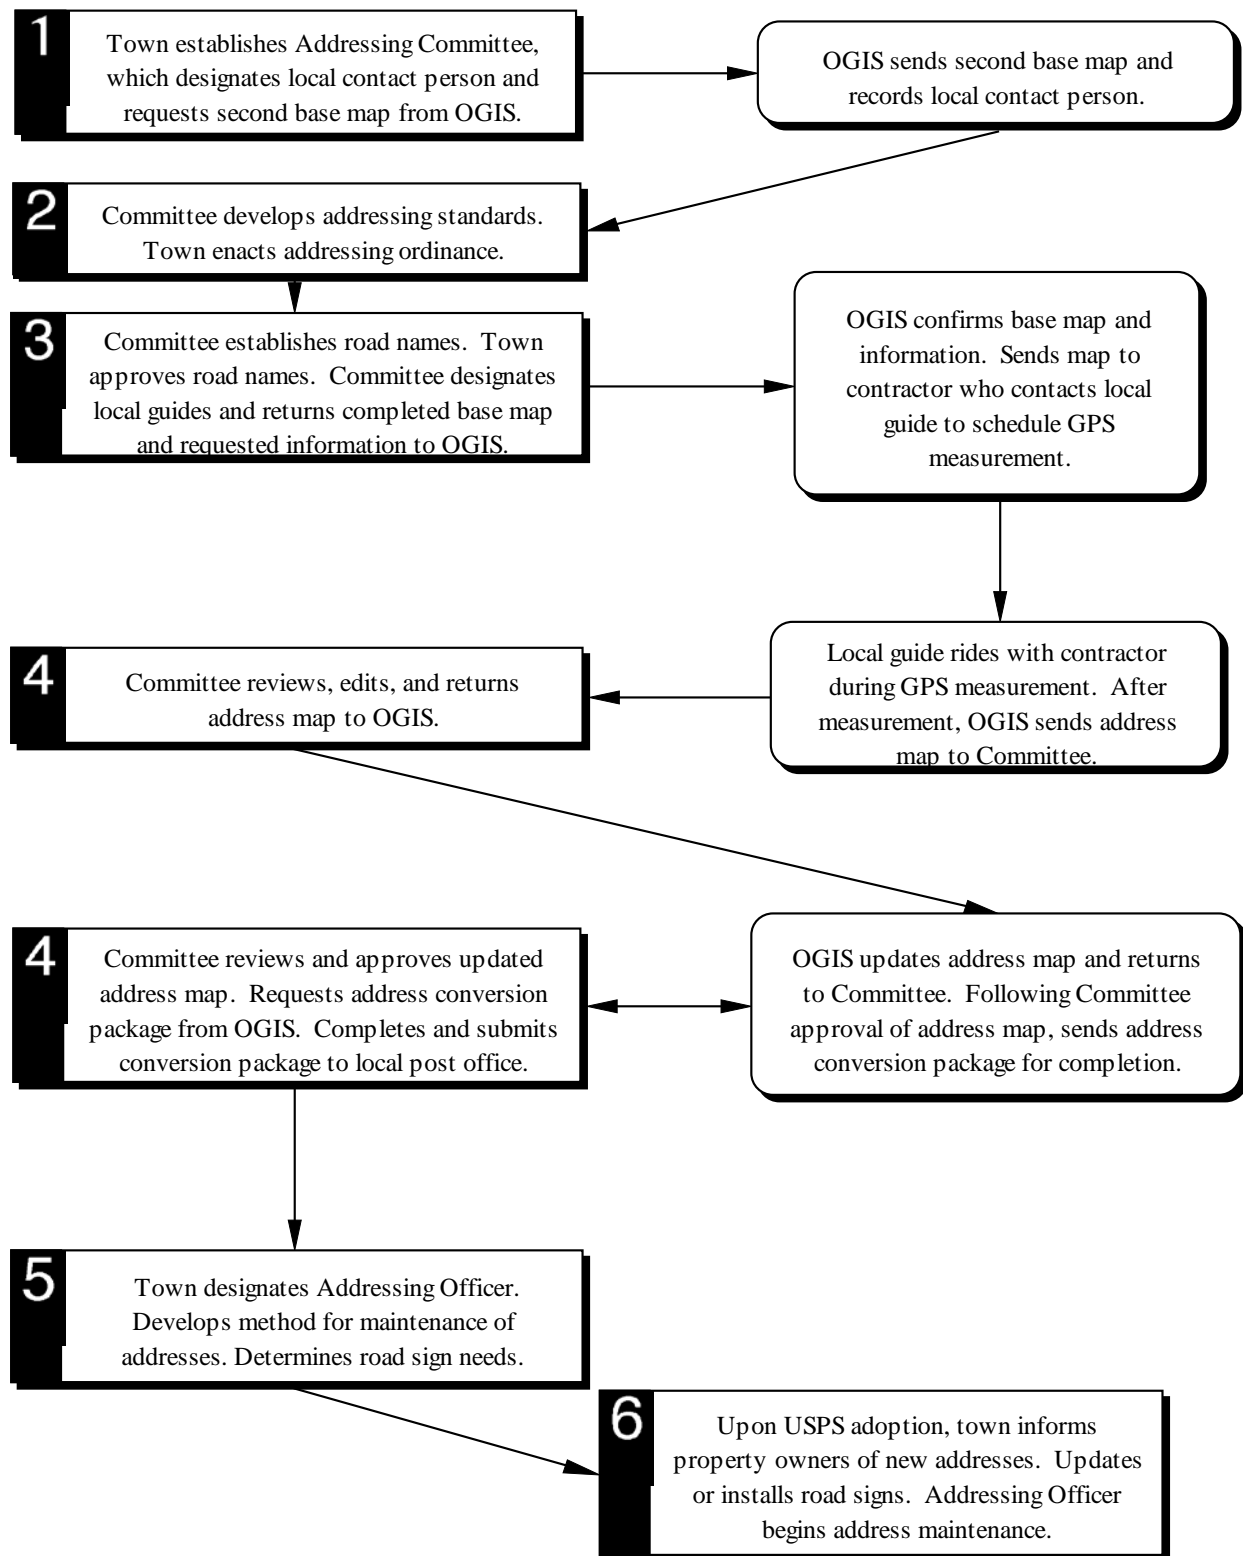 1
Town establishes Addressing Committee,
which designates local contact person and
requests second base map from OGIS.
OGIS sends second base map and
records local contact person.
2
Committee develops addressing standards.
Town enacts addressing ordinance.
3
Committee establishes road names.  Town
approves road names.  Committee designates
local guides and returns completed base map
and requested information to OGIS.
OGIS confirms base map and
information.  Sends map to
contractor who contacts local
guide to schedule GPS
measurement.
4
Committee reviews, edits, and returns
address map to OGIS.
Local guide rides with contractor
during GPS measurement.  After
measurement, OGIS sends address
map to Committee.
4
Committee reviews and approves updated
address map.  Requests address conversion
package from OGIS.  Completes and submits
conversion package to local post office.
OGIS updates address map and returns
to Committee.  Following Committee
approval of address map, sends address
conversion package for completion.
5
Town designates Addressing Officer.
Develops method for maintenance of
addresses. Determines road sign needs.
6
Upon USPS adoption, town informs
property owners of new addresses.  Updates
or installs road signs.  Addressing Officer
begins address maintenance.